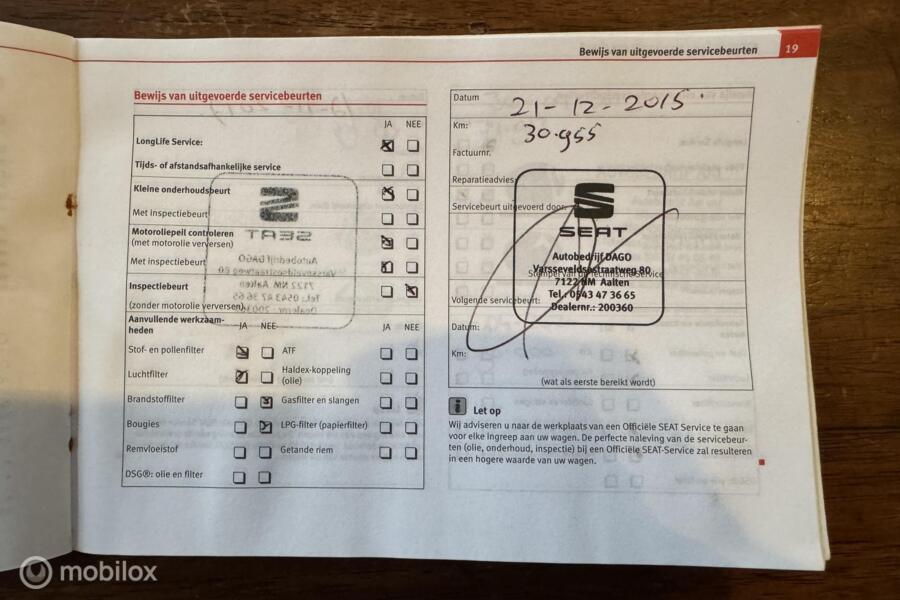 Bewijs van uitgevoerde servicebeurten 19
Bewijs van uitgevoerde servicebeurten
JA NEE
LongLife Service:
Tijds- of afstandsafhankelijke service
Kleine onderhoudsbeurt
Met inspectiebeurt
Motoroliepeil controleren
(met motorolie verversen)
Met inspectiebeurt
Inspectiebeurt
(zonder motorolie verversen)
Aanvullende werkzaam-
heden
JA NEE
JA NEE
Stof- en pollenfilter ATF
Luchtfilter Haldex-koppeling
(olie)
Brandstoffilter Gasfilter en slangen
Bougies LPG-filter (papierfilter)
Remvloeistof Getande riem
DSG®: olie en filter
Datum 21-12-2015
Km: 30.955
Factuurnr.
Reparatieadvies:
Servicebeurt uitgevoerd door:
SEAT
Autobedrijf DAGO
Varsseveldsestraatweg 80
Stempel van de Technische Service
7122 NM Aalten
Tel.: 0543 47 36 65
Dealernr.: 200360
Volgende servicebeurt:
Datum:
Km:
(wat als eerste bereikt wordt)
i Let op
Wij adviseren u naar de werkplaats van een Officiële SEAT Service te gaan
voor elke ingreep aan uw wagen. De perfecte naleving van de servicebeur-
ten (olie, onderhoud, inspectie) bij een Officiële SEAT-Service zal resulteren
in een hogere waarde van uw wagen.
mobilox